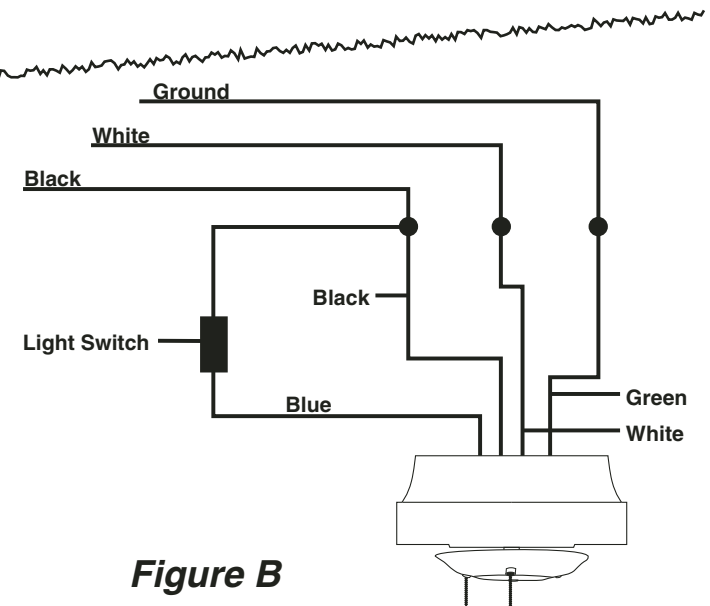 Ground
White
Black
Black
Light Switch
Blue
Green
White
Figure B